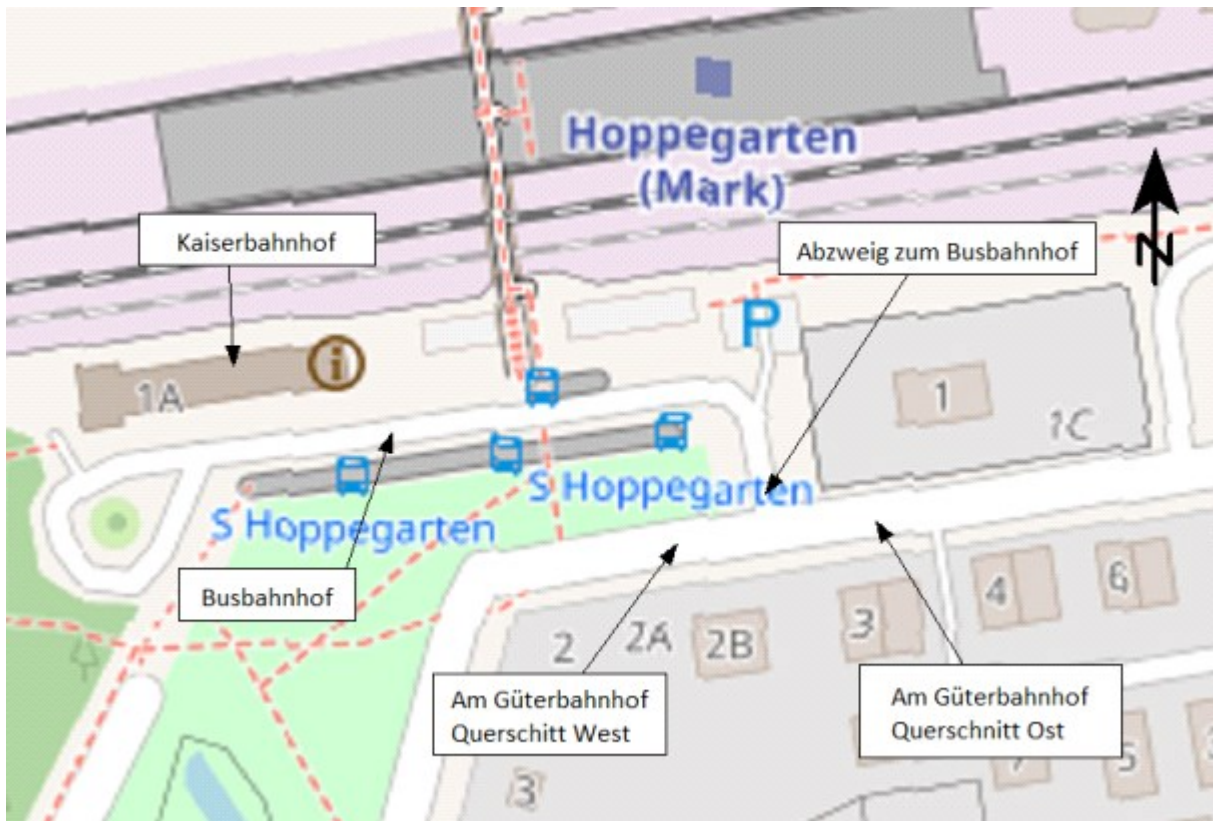 Hoppegarten
(Mark)
Kaiserbahnhof
Abzweig zum Busbahnhof
N
P
i
1A
1
1C
S Hoppegarten
S Hoppegarten
Busbahnhof
4
6
3
2
2A
2B
Am Güterbahnhof
Querschitt West
Am Güterbahnhof
Querschnitt Ost
3
5